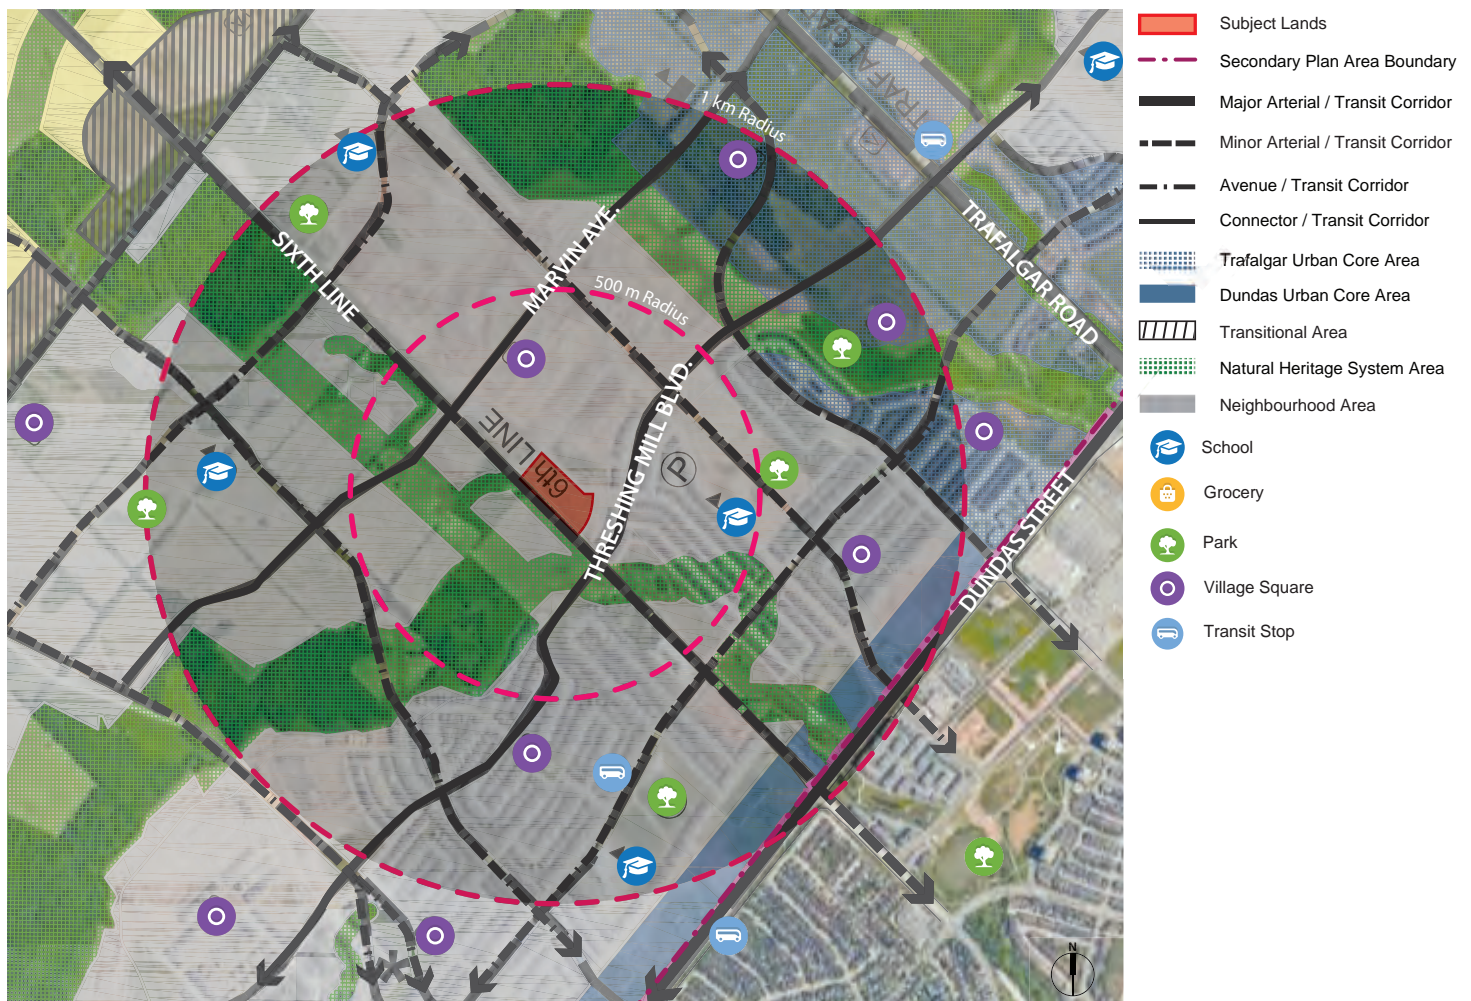 1 km Radius
TRAFALGAR
MARVIN AVE.
SIXTH LINE
500 m Radius
TRAFALGAR ROAD
THRESHING MILL BLVD.
6th LINE
P
DUNDAS STREET
N
Subject Lands
Secondary Plan Area Boundary
Major Arterial / Transit Corridor
Minor Arterial / Transit Corridor
Avenue / Transit Corridor
Connector / Transit Corridor
Trafalgar Urban Core Area
Dundas Urban Core Area
Transitional Area
Natural Heritage System Area
Neighbourhood Area
School
Grocery
Park
Village Square
Transit Stop